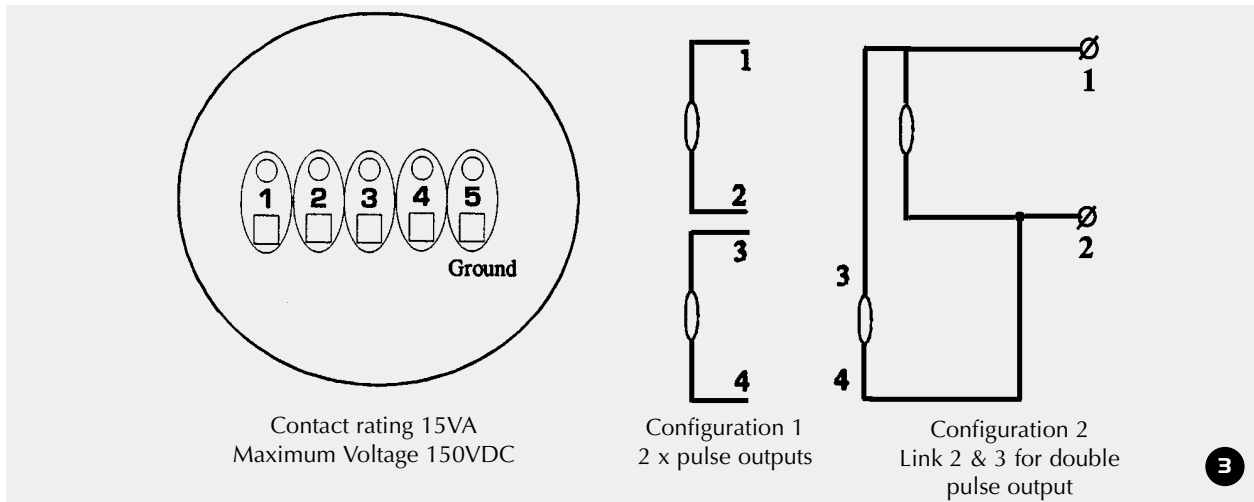 1 2 3 4 5
Ground
Contact rating 15VA
Maximum Voltage 150VDC
1
2
3
4
Configuration 1
2 x pulse outputs
1
2
3
4
Configuration 2
Link 2 & 3 for double
pulse output
3